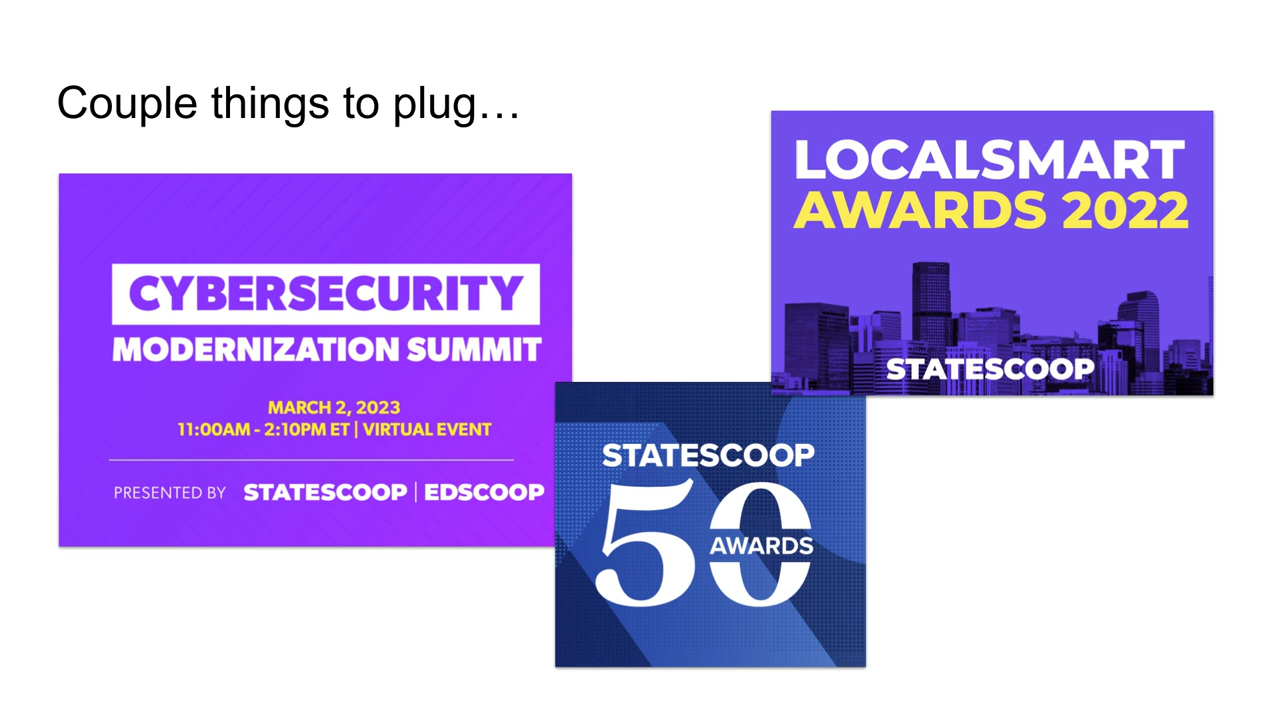 Couple things to plug…
CYBERSECURITY
MODERNIZATION SUMMIT
MARCH 2, 2023
11:00AM - 2:10PM ET | VIRTUAL EVENT
PRESENTED BY STATESCOOP | EDSCOOP
STATESCOOP
50
AWARDS
LOCALSMART
AWARDS 2022
STATESCOOP